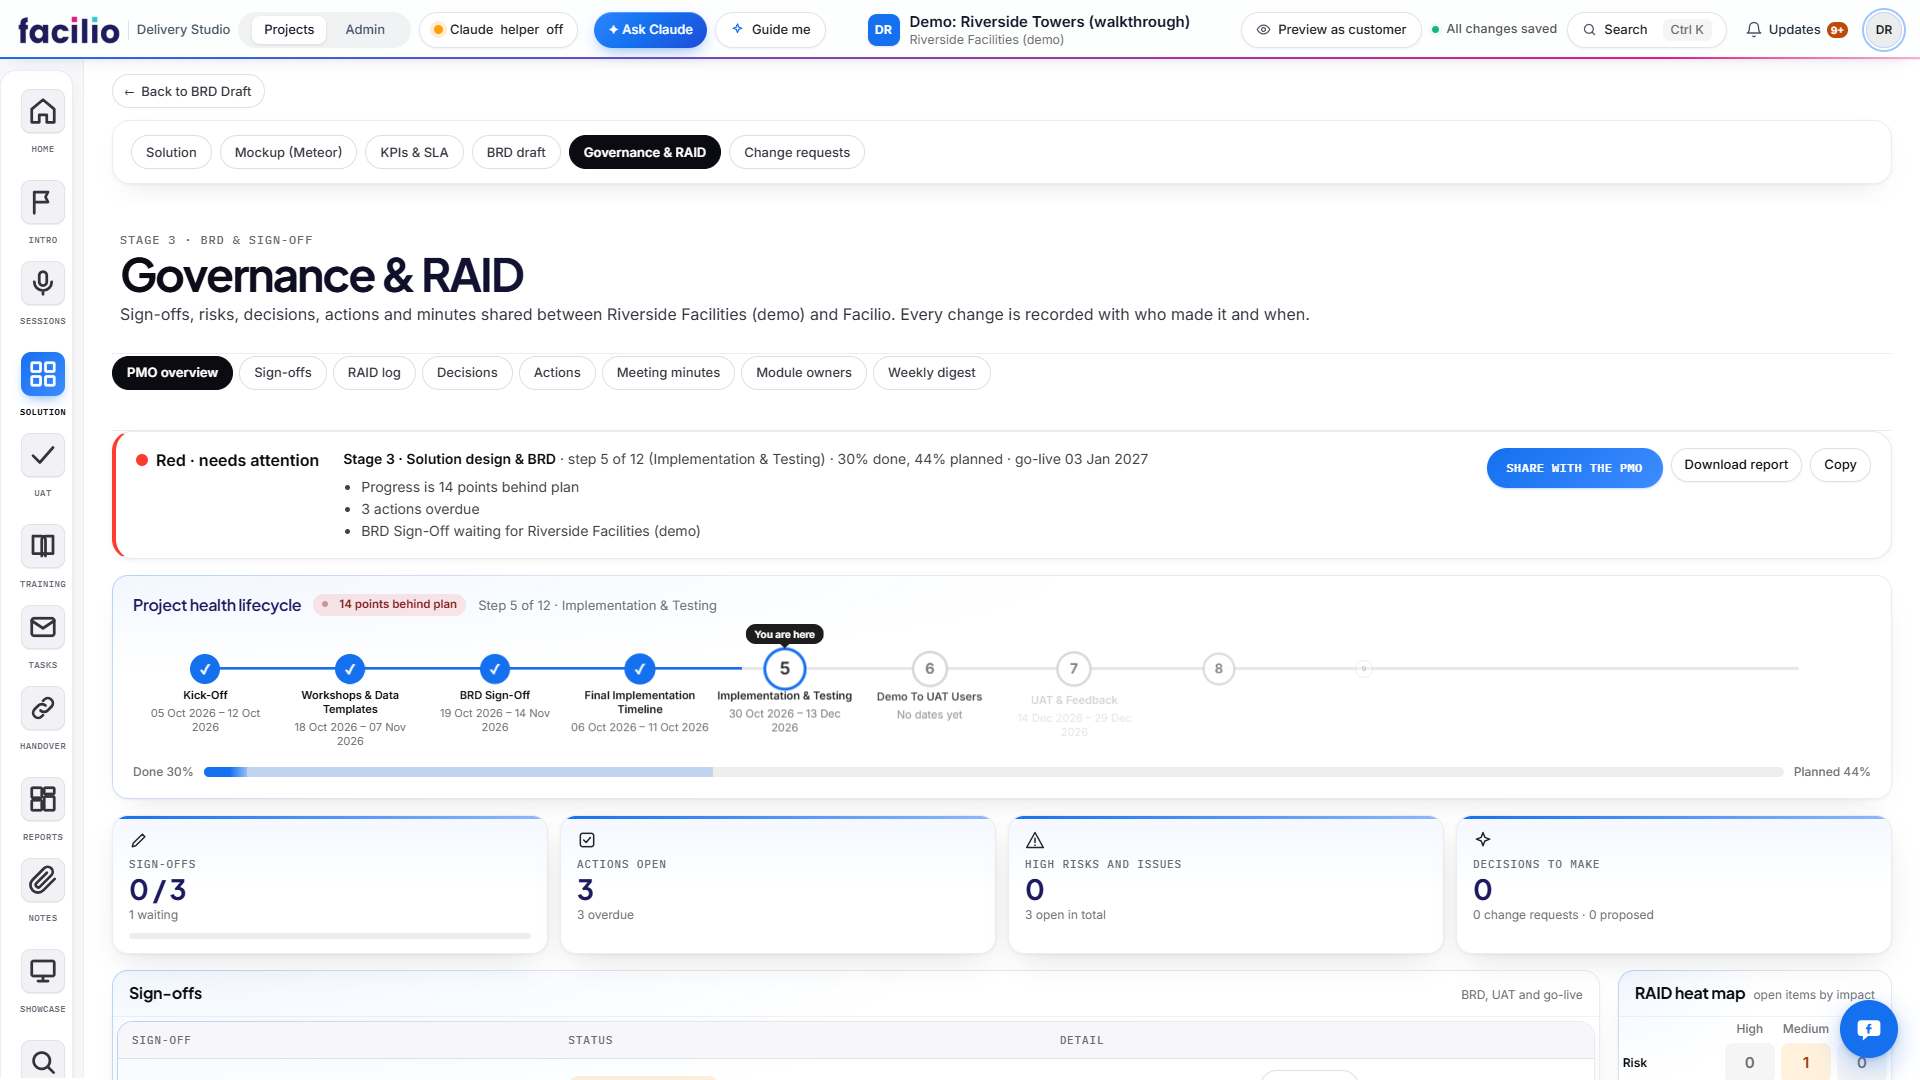 facilio
Delivery Studio
Projects
Admin
Claude helper off
Ask Claude
Guide me
DR
Demo: Riverside Towers (walkthrough)
Riverside Facilities (demo)
Preview as customer
All changes saved
Search
Ctrl K
Updates
9+
DR
HOME
INTRO
SESSIONS
SOLUTION
UAT
TRAINING
TASKS
HANDOVER
REPORTS
NOTES
SHOWCASE
← Back to BRD Draft
Solution
Mockup (Meteor)
KPIs & SLA
BRD draft
Governance & RAID
Change requests
STAGE 3 · BRD & SIGN-OFF
Governance & RAID
Sign-offs, risks, decisions, actions and minutes shared between Riverside Facilities (demo) and Facilio. Every change is recorded with who made it and when.
PMO overview
Sign-offs
RAID log
Decisions
Actions
Meeting minutes
Module owners
Weekly digest
Red · needs attention
Stage 3 · Solution design & BRD · step 5 of 12 (Implementation & Testing) · 30% done, 44% planned · go-live 03 Jan 2027
• Progress is 14 points behind plan
• 3 actions overdue
• BRD Sign-Off waiting for Riverside Facilities (demo)
SHARE WITH THE PMO
Download report
Copy
Project health lifecycle
14 points behind plan
Step 5 of 12 · Implementation & Testing
You are here
5
6
7
8
9
Kick-Off
05 Oct 2026 – 12 Oct
2026
Workshops & Data
Templates
18 Oct 2026 – 07 Nov
2026
BRD Sign-Off
19 Oct 2026 – 14 Nov
2026
Final Implementation
Timeline
06 Oct 2026 – 11 Oct 2026
Implementation & Testing
30 Oct 2026 – 13 Dec
2026
Demo To UAT Users
No dates yet
UAT & Feedback
14 Dec 2026 – 29 Dec
2026
Done 30%
Planned 44%
SIGN-OFFS
0 / 3
1 waiting
ACTIONS OPEN
3
3 overdue
HIGH RISKS AND ISSUES
0
3 open in total
DECISIONS TO MAKE
0
0 change requests · 0 proposed
Sign-offs
BRD, UAT and go-live
SIGN-OFF
STATUS
DETAIL
RAID heat map
open items by impact
High
Medium
Risk
0
1
0